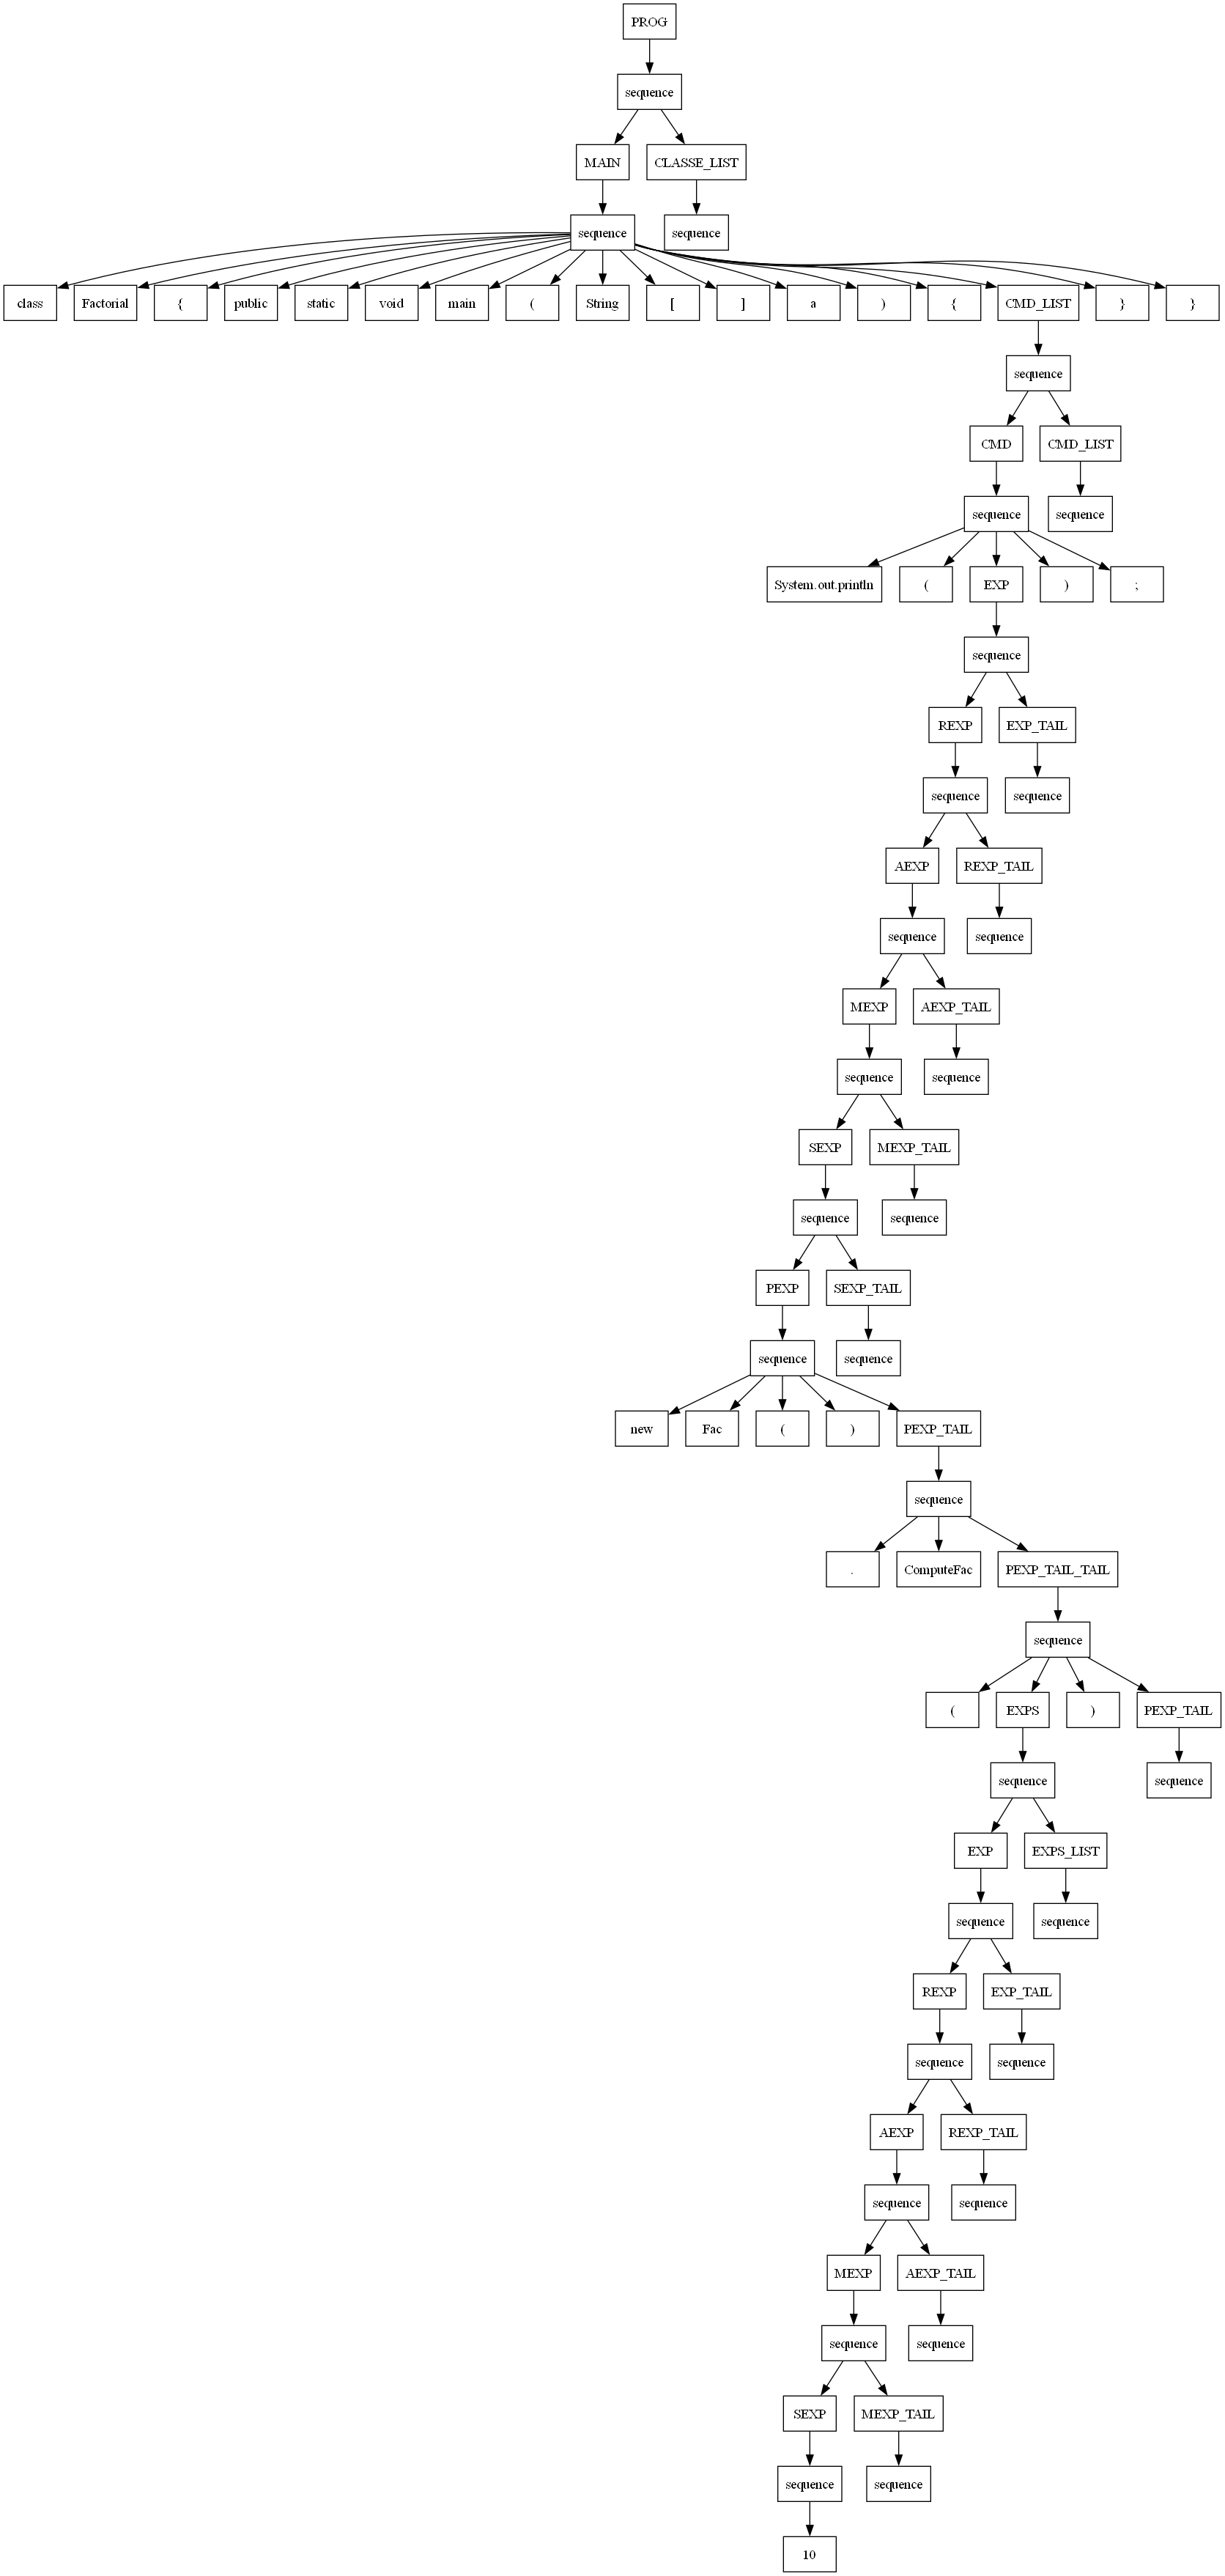 PROG
sequence
MAIN CLASSE_LIST
sequence sequence
class Factorial { public static void main ( String [ ] a ) { CMD_LIST } }
sequence
CMD CMD_LIST
sequence sequence
System.out.println ( EXP ) ;
sequence
REXP EXP_TAIL
sequence sequence
AEXP REXP_TAIL
sequence sequence
MEXP AEXP_TAIL
sequence sequence
SEXP MEXP_TAIL
sequence sequence
PEXP SEXP_TAIL
sequence sequence
new Fac ( ) PEXP_TAIL
sequence
. ComputeFac PEXP_TAIL_TAIL
sequence
( EXPS ) PEXP_TAIL
sequence sequence
EXP EXPS_LIST
sequence sequence
REXP EXP_TAIL
sequence sequence
AEXP REXP_TAIL
sequence sequence
MEXP AEXP_TAIL
sequence sequence
SEXP MEXP_TAIL
sequence sequence
10